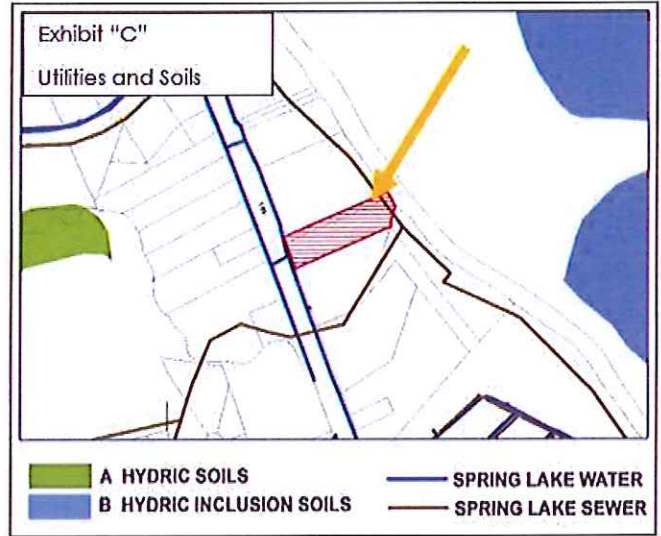 Exhibit "C"
Utilities and Soils
A HYDRIC SOILS
B HYDRIC INCLUSION SOILS
SPRING LAKE WATER
SPRING LAKE SEWER